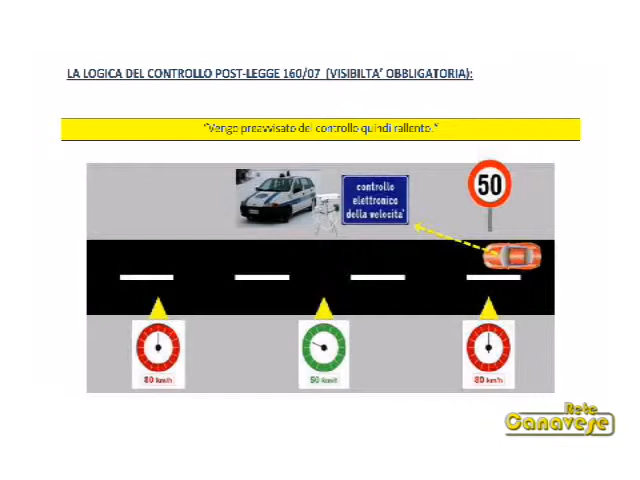 LA LOGICA DEL CONTROLLO POST-LEGGE 160/07 (VISIBILTA' OBBLIGATORIA):
"Vengo preavvisato del controllo quindi rallento."
controllo
elettronico
della velocita'
50
80 km/h
50 km/h
80 km/h
Rete
Canavese